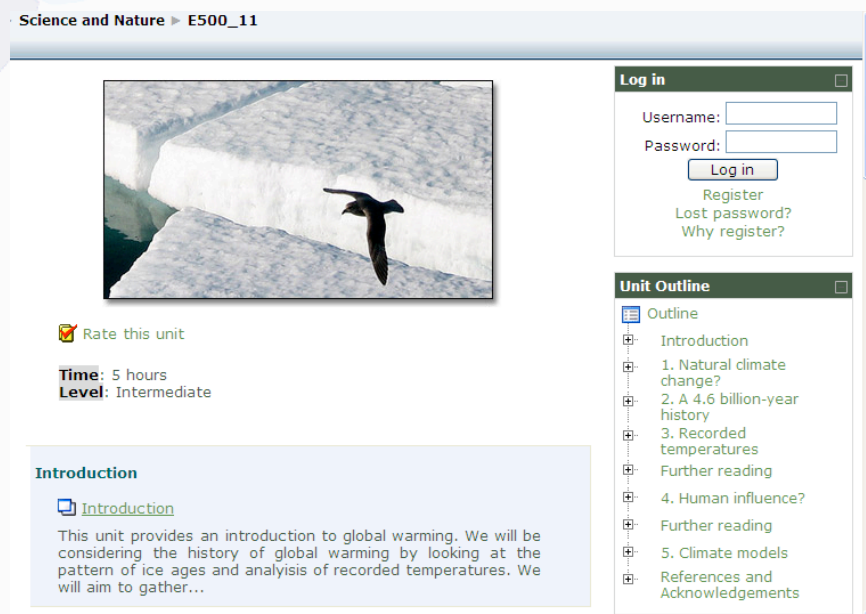 Science and Nature ► E500_11
Rate this unit
Time: 5 hours
Level: Intermediate
Introduction
Introduction
This unit provides an introduction to global warming. We will be
considering the history of global warming by looking at the
pattern of ice ages and analyisis of recorded temperatures. We
will aim to gather...
Log in
Username:
Password:
Log in
Register
Lost password?
Why register?
Unit Outline
Outline
Introduction
1. Natural climate
change?
2. A 4.6 billion-year
history
3. Recorded
temperatures
Further reading
4. Human influence?
Further reading
5. Climate models
References and
Acknowledgements